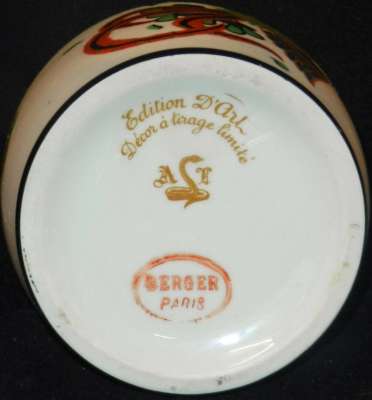 Edition D'Art
Décor à tirage limité
A L
BERGER
PARIS